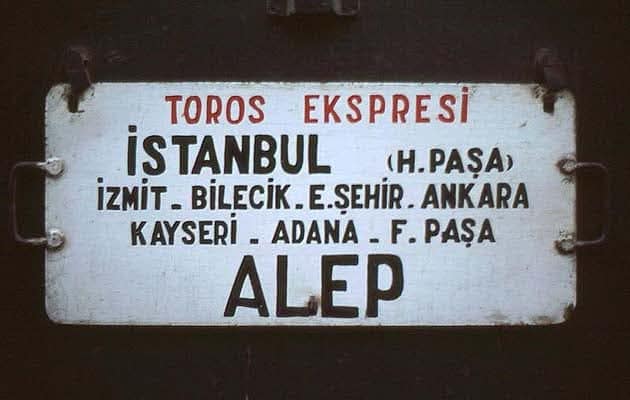 TOROS EKSPRESİ
İSTANBUL (H.PAŞA)
İZMİT - BİLECİK - E.ŞEHİR - ANKARA
KAYSERİ - ADANA - F. PAŞA
ALEP